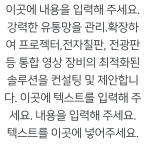 이곳에 내용을 입력해 주세요.
강력한 유통망을 관리.확장하
여 프로젝터,전자칠판, 전광판
등 통합 영상 장비의 최적화된
솔루션을 컨설팅 및 제안합니
다. 이곳에 텍스트를 입력해 주
세요. 내용을 입력해 주세요.
텍스트를 이곳에 넣어주세요.